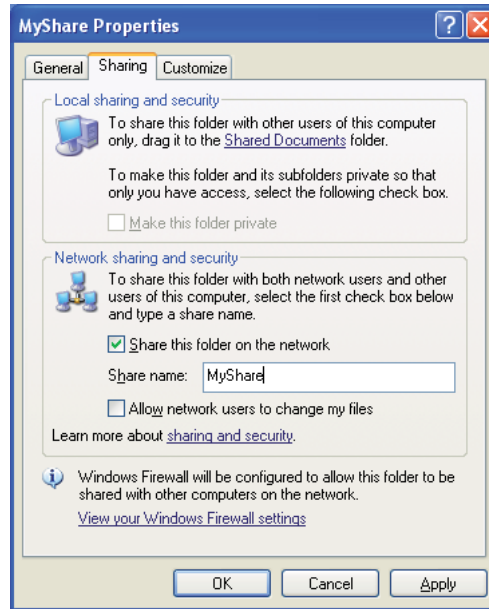 MyShare Properties
General Sharing Customize
Local sharing and security
To share this folder with other users of this computer
only, drag it to the Shared Documents folder.
To make this folder and its subfolders private so that
only you have access, select the following check box.
Make this folder private
Network sharing and security
To share this folder with both network users and other
users of this computer, select the first check box below
and type a share name.
Share this folder on the network
Share name: MyShare
Allow network users to change my files
Learn more about sharing and security.
Windows Firewall will be configured to allow this folder to be
shared with other computers on the network.
View your Windows Firewall settings
OK Cancel Apply